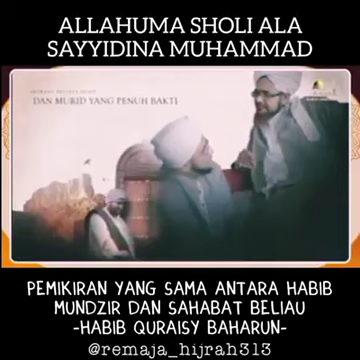 ALLAHUMA SHOLI ALA
SAYYIDINA MUHAMMAD
DAN MURID YANG PENUH BAKTI
PEMIKIRAN YANG SAMA ANTARA HABIB
MUNDZIR DAN SAHABAT BELIAU
-HABIB QURAISY BAHARUN-
@remaja_hijrah313